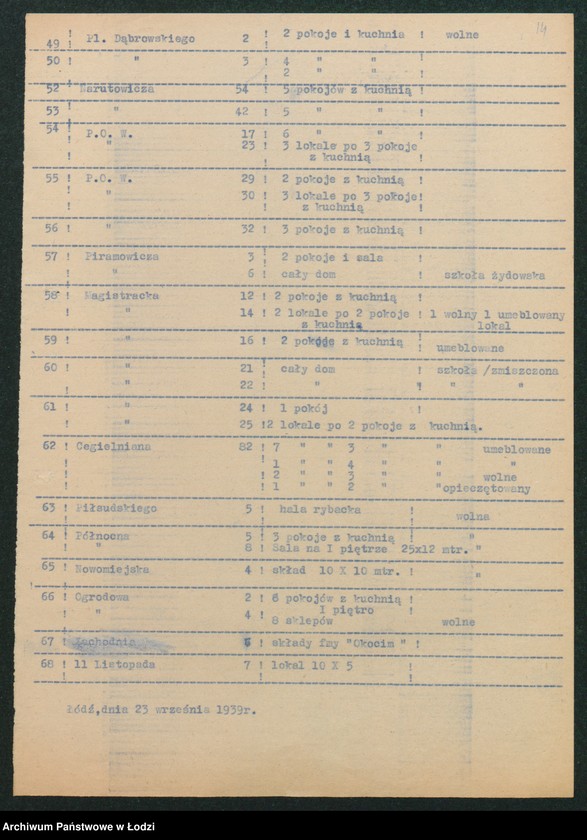 14
49 ! Pl. Dąbrowskiego 2 ! 2 pokoje i kuchnia ! wolne
50 ! " 3 ! 4 " " !
! 2 " " !
52 ! Narutowicza 54 ! 5 pokojów z kuchnią !
53 ! " 42 ! 5 " " !
54 ! P.O. W. 17 ! 6 " " !
! " 23 ! 3 lokale po 3 pokoje
! z kuchnią !
55 ! P.O. W. 29 ! 2 pokoje z kuchnią !
! " 30 ! 3 lokale po 3 pokoje!
! z kuchnią !
56 ! " 32 ! 3 pokoje z kuchnią !
57 ! Piramowicza 3 ! 2 pokoje i sala
! " 6 ! cały dom ! szkoła żydowska
58 ! Magistracka 12 ! 2 pokoje z kuchnią !
! " 14 ! 2 lokale po 2 pokoje ! 1 wolny 1 umeblowany
z kuchnią lokal
59 ! " 16 ! 2 pokoje z kuchnią ! umeblowane
60 ! " 21 ! cały dom ! szkoła /zniszczona
! " 22 ! " " ! " "
61 ! " 24 ! 1 pokój !
! " 25 !2 lokale po 2 pokoje z kuchnią.
62 ! Cegielniana 82 ! 7 " " 3 " " umeblowane
! 1 " " 4 " " "
! 2 " " 3 " " wolne
! 1 " " 2 " "opieczętowany
63 ! Piłsudskiego 5 ! hala rybacka ! wolna
64 ! Północna 5 ! 3 pokoje z kuchnią ! "
! " 8 ! Sala na I piętrze 25x12 mtr. "
65 ! Nowomiejska 4 ! skład 10 X 10 mtr. ! "
66 ! Ogrodowa 2 ! 6 pokojów z kuchnią !
! " 4 ! I piętro !
8 sklepów wolne
67 ! Zachodnia ! składy fmy "Okocim" !
68 ! 11 Listopada 7 ! lokal 10 X 5 !
Łódź,dnia 23 września 1939r.
Archiwum Państwowe w Łodzi